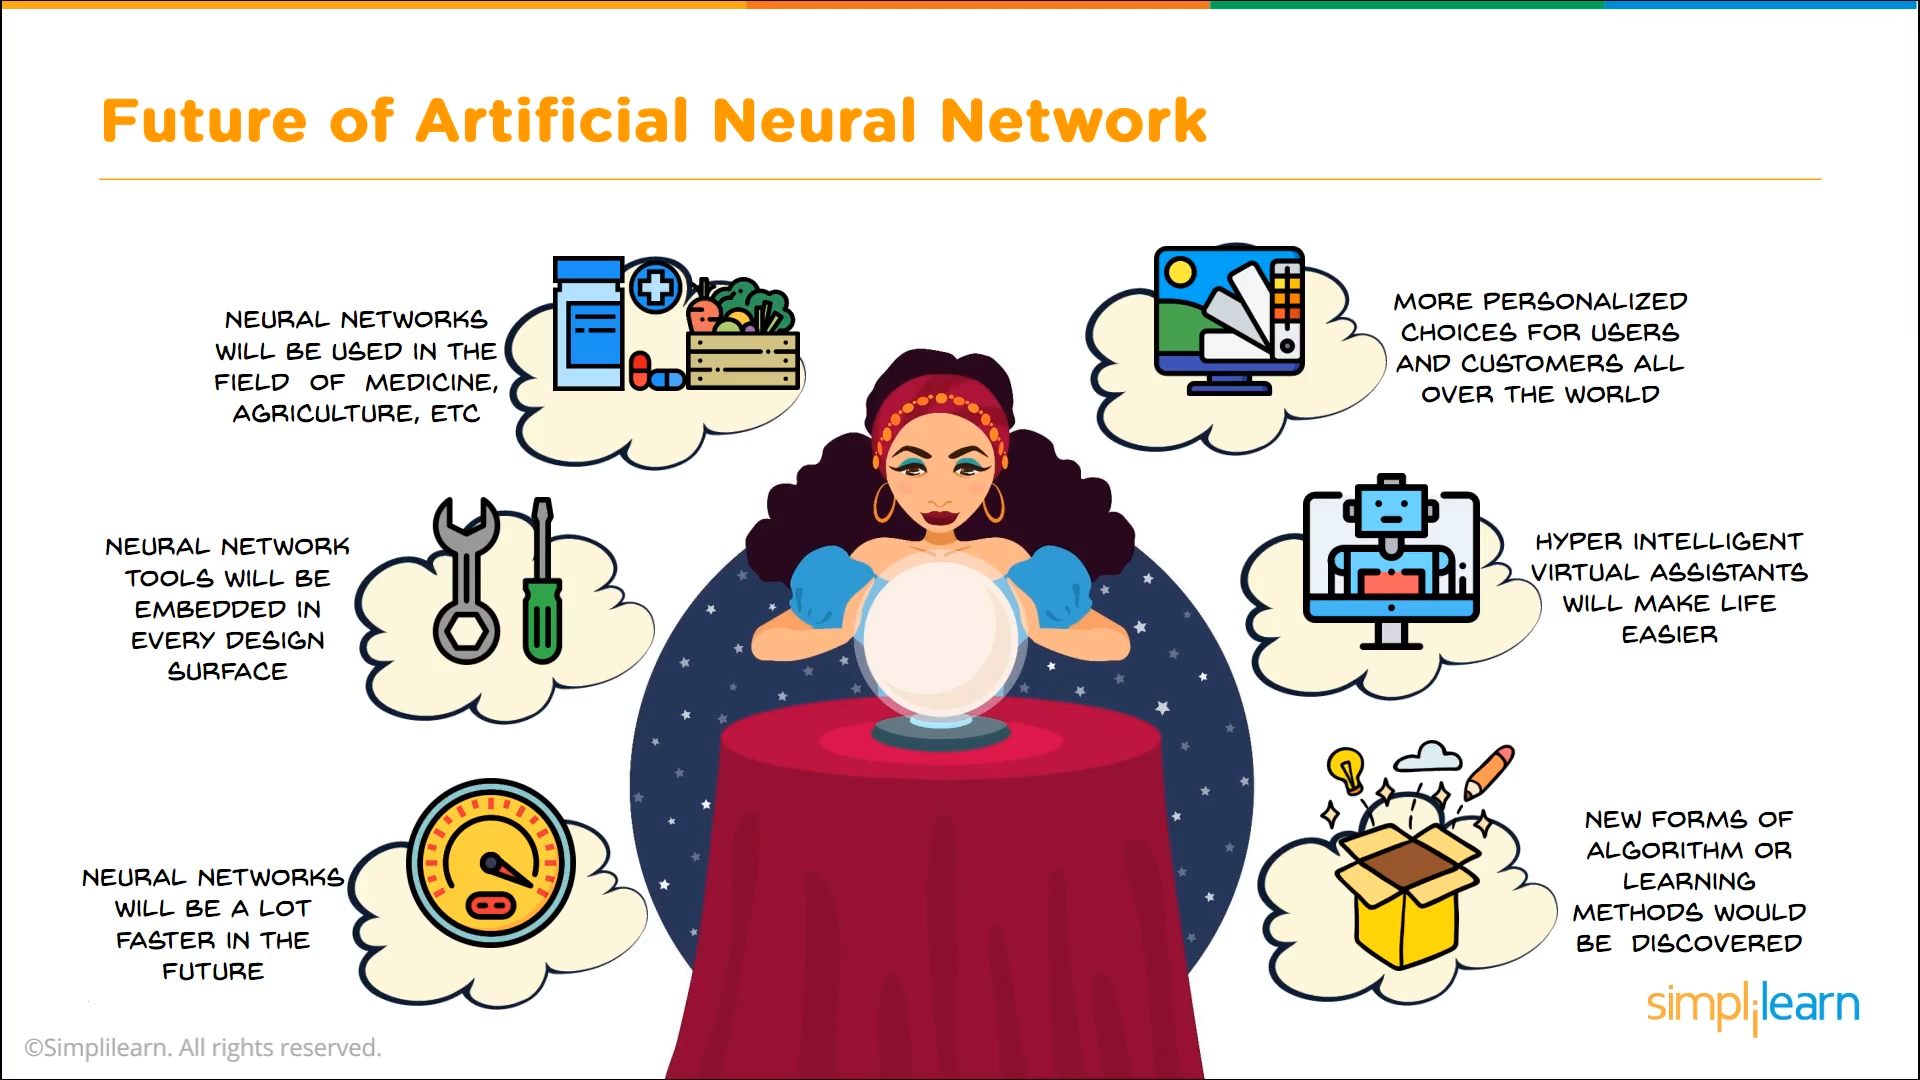 Future of Artificial Neural Network
NEURAL NETWORKS
WILL BE USED IN THE
FIELD OF MEDICINE,
AGRICULTURE, ETC
NEURAL NETWORK
TOOLS WILL BE
EMBEDDED IN
EVERY DESIGN
SURFACE
NEURAL NETWORKS
WILL BE A LOT
FASTER IN THE
FUTURE
MORE PERSONALIZED
CHOICES FOR USERS
AND CUSTOMERS ALL
OVER THE WORLD
HYPER INTELLIGENT
VIRTUAL ASSISTANTS
WILL MAKE LIFE
EASIER
NEW FORMS OF
ALGORITHM OR
LEARNING
METHODS WOULD
BE DISCOVERED
simplilearn
©Simplilearn. All rights reserved.